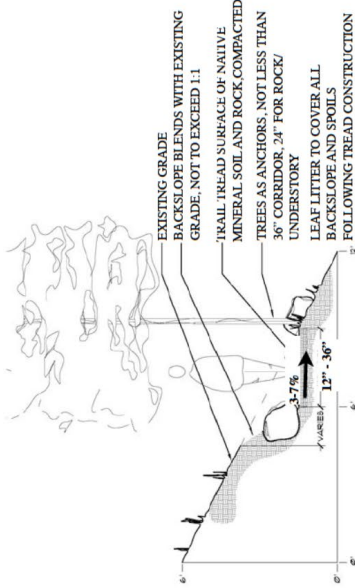 EXISTING GRADE
BACKSLOPE BLENDS WITH EXISTING
GRADE, NOT TO EXCEED 1:1
TRAIL TREAD SURFACE OF NATIVE
MINERAL SOIL AND ROCK, COMPACTED
TREES AS ANCHORS, NOT LESS THAN
36" CORRIDOR, 24" FOR ROCK/
UNDERSTORY
LEAF LITTER TO COVER ALL
BACKSLOPE AND SPOILS
FOLLOWING TREAD CONSTRUCTION
3-7%
12" - 36"
VARIES